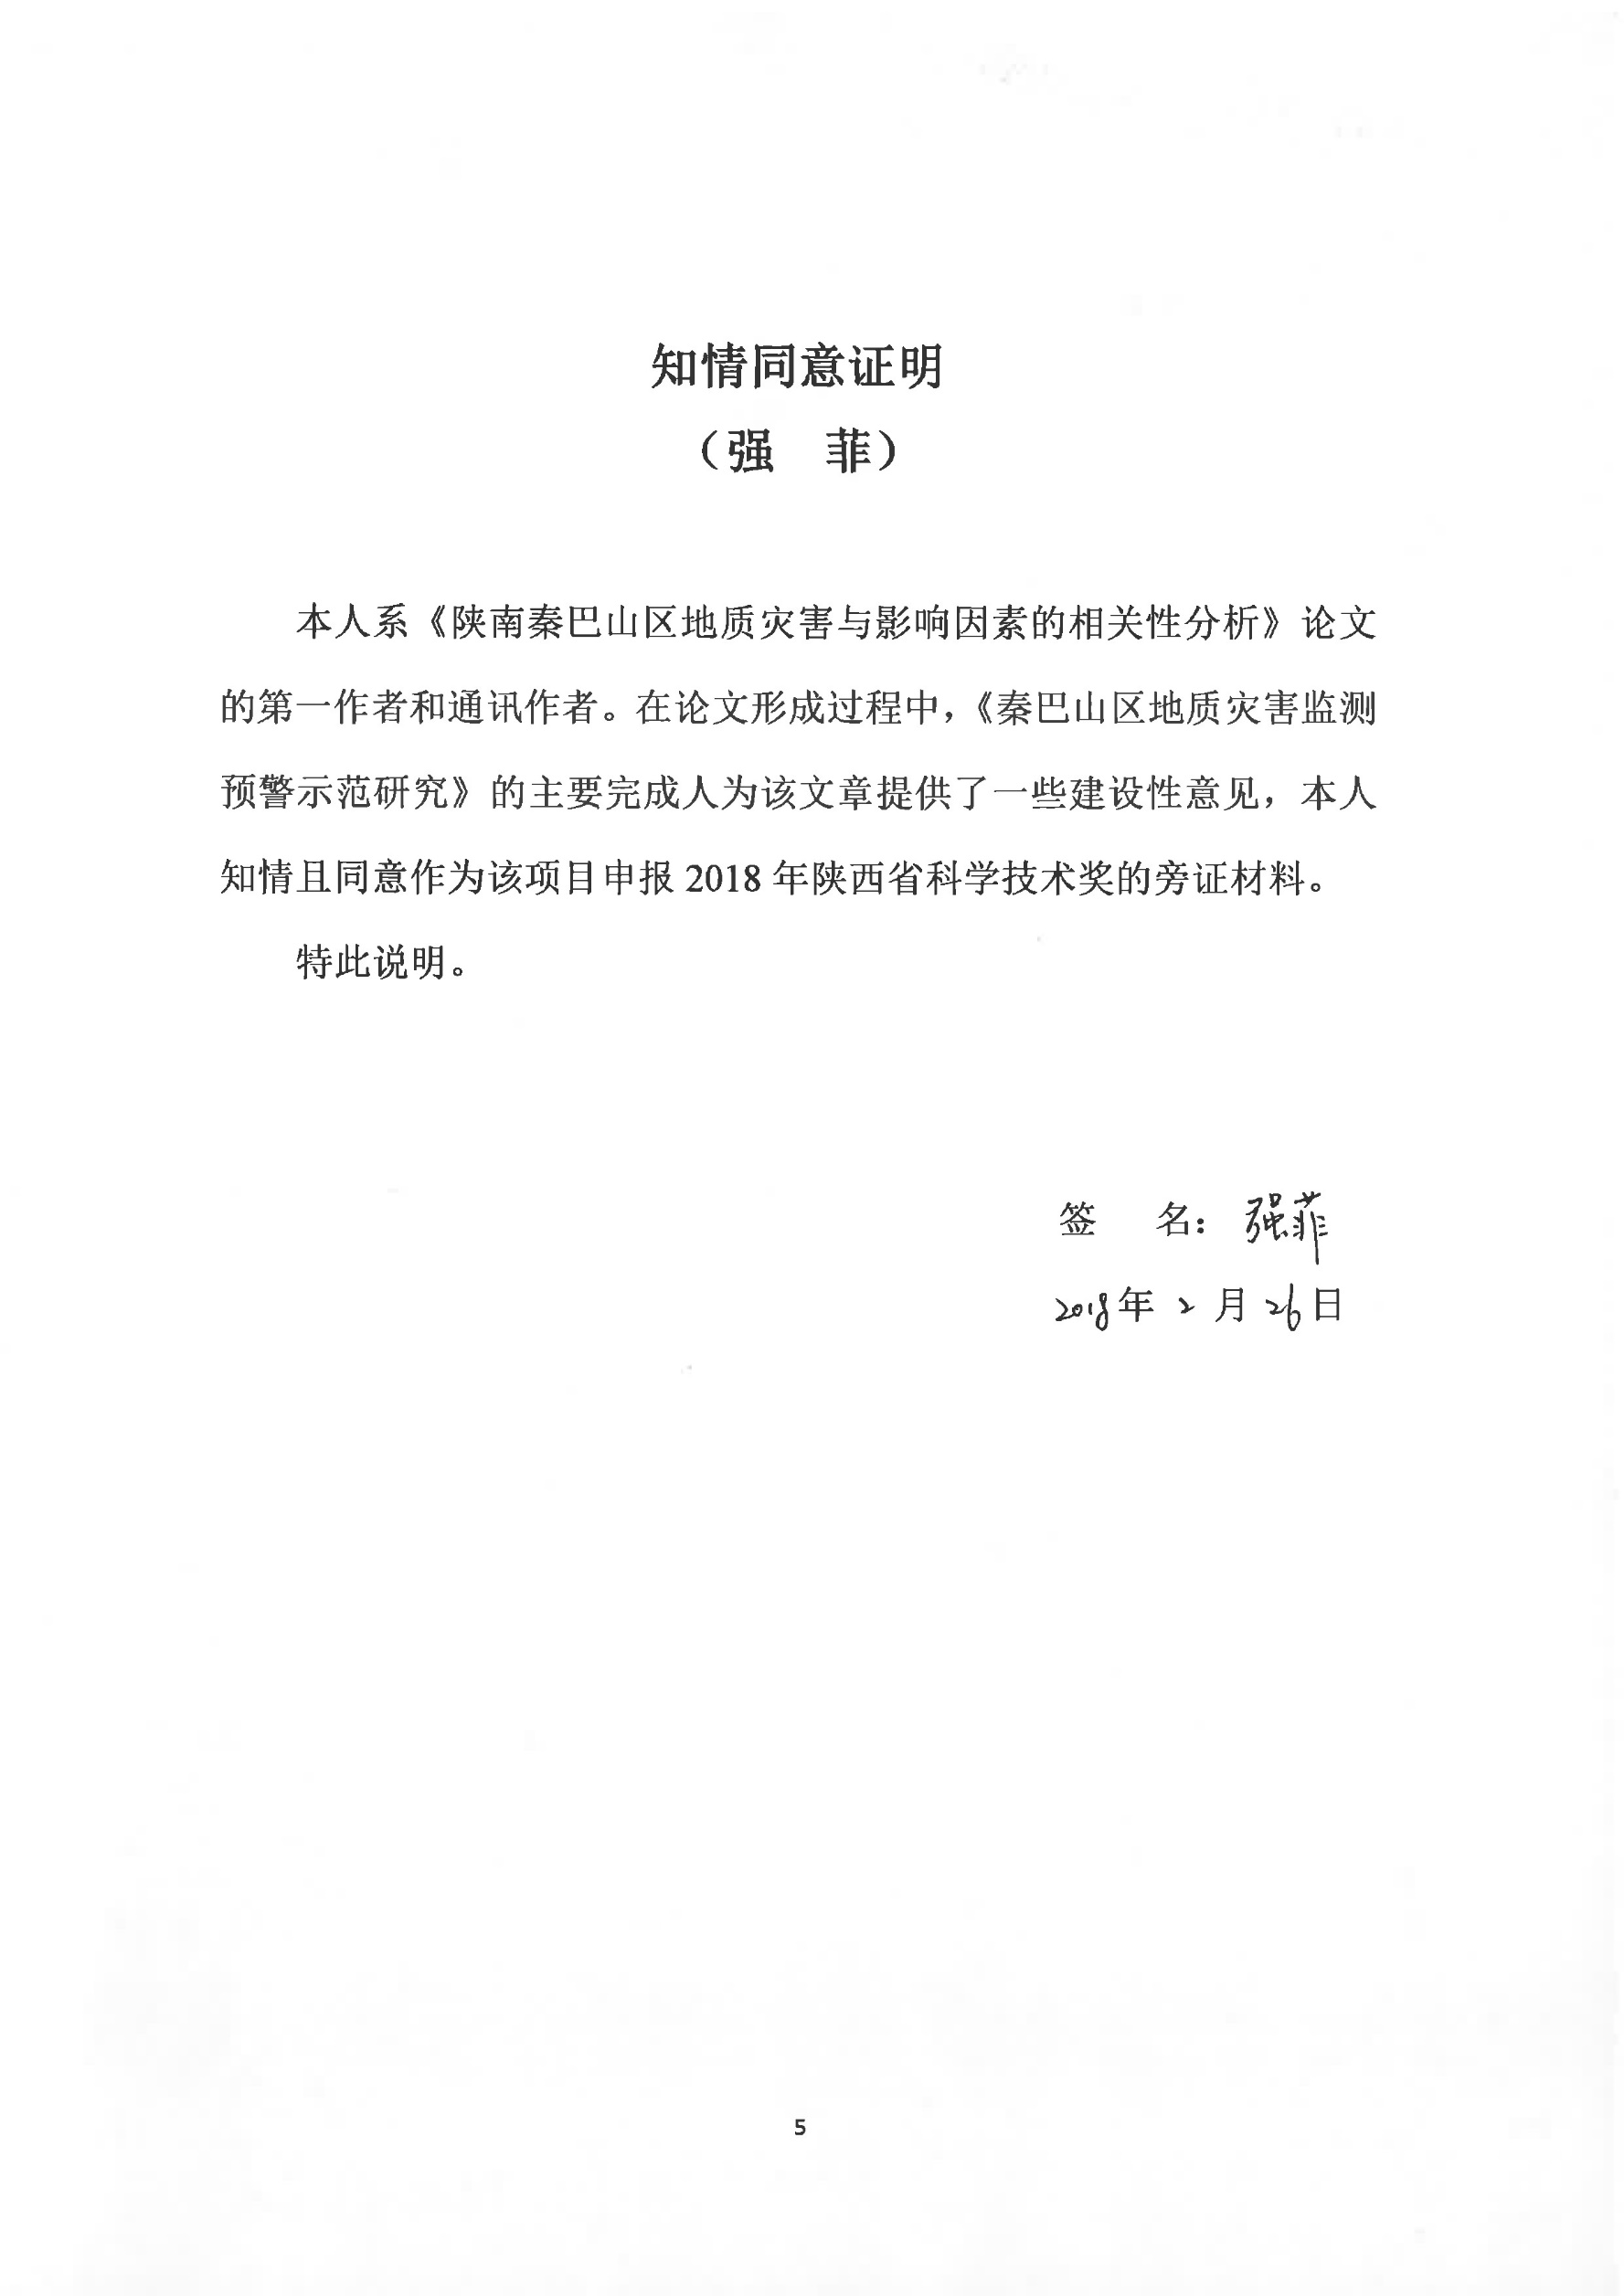 知情同意证明
（强　菲）
本人系《陕南秦巴山区地质灾害与影响因素的相关性分析》论文
的第一作者和通讯作者。在论文形成过程中，《秦巴山区地质灾害监测
预警示范研究》的主要完成人为该文章提供了一些建设性意见，本人
知情且同意作为该项目申报 2018 年陕西省科学技术奖的旁证材料。
特此说明。
签　名：强菲
2018年 2 月 26日
5